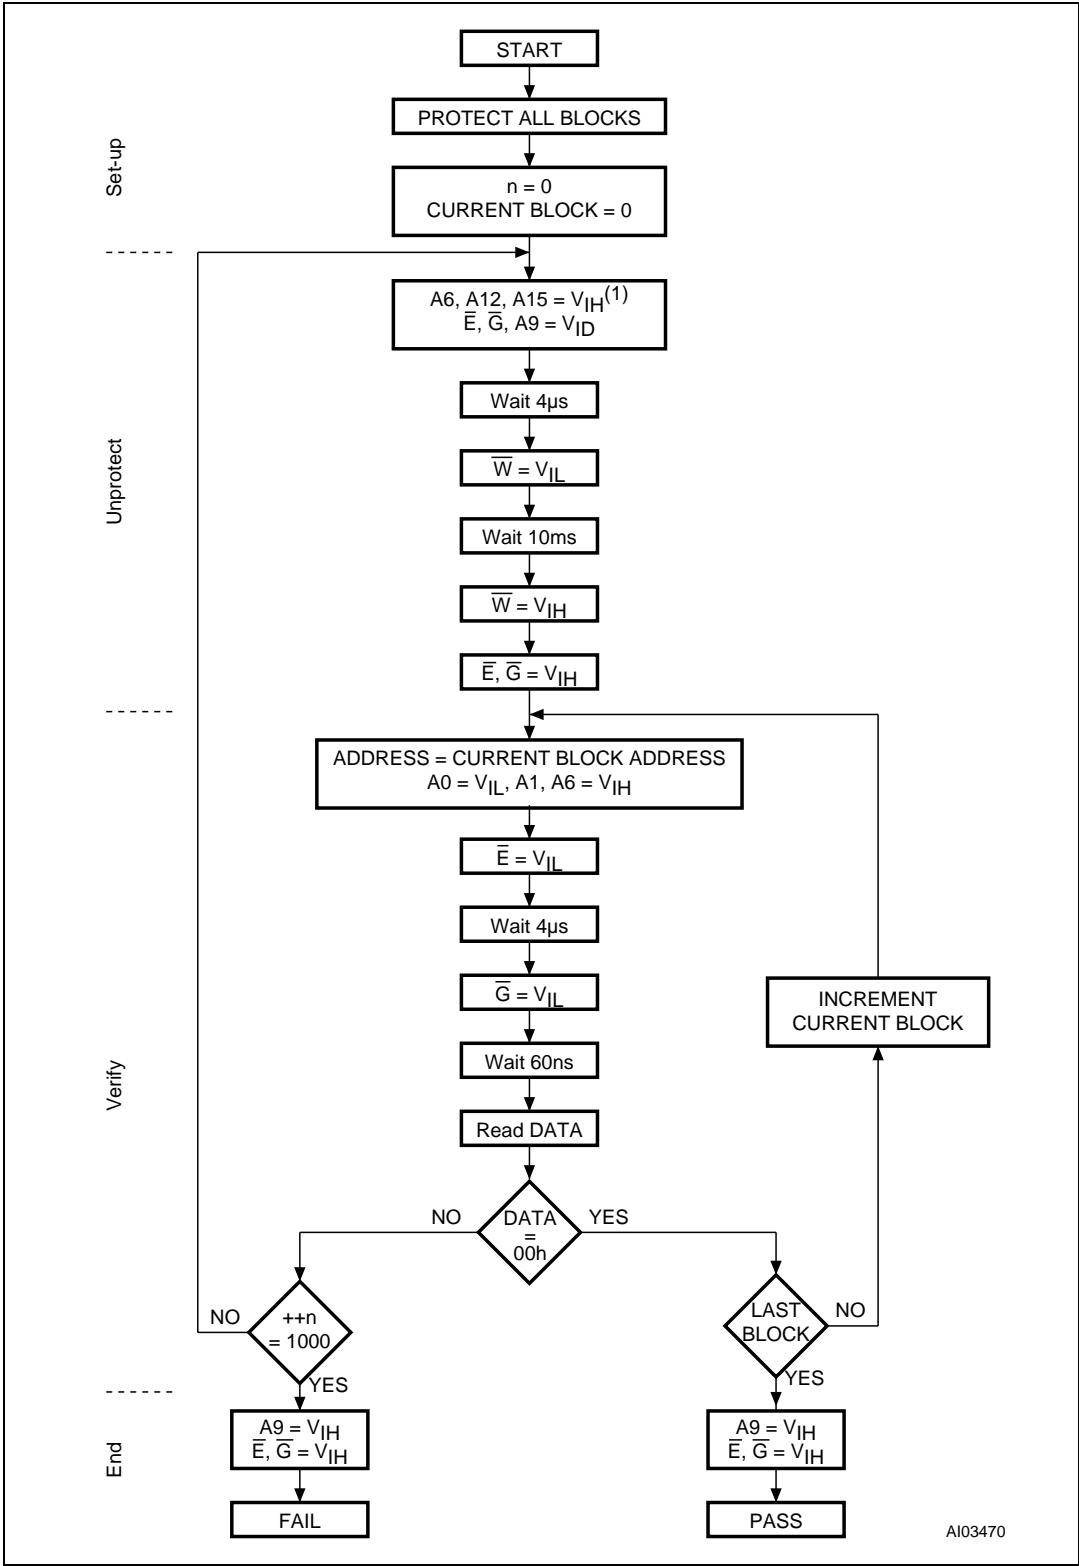 START
PROTECT ALL BLOCKS
Set-up
n = 0
CURRENT BLOCK = 0
A6, A12, A15 = VIH(1)
E̅, G̅, A9 = VID
Wait 4µs
Unprotect
W̅ = VIL
Wait 10ms
W̅ = VIH
E̅, G̅ = VIH
ADDRESS = CURRENT BLOCK ADDRESS
A0 = VIL, A1, A6 = VIH
E̅ = VIL
Wait 4µs
G̅ = VIL
INCREMENT
CURRENT BLOCK
Wait 60ns
Verify
Read DATA
NO
DATA
=
00h
YES
NO
++n
= 1000
YES
LAST
BLOCK
NO
YES
End
A9 = VIH
E̅, G̅ = VIH
A9 = VIH
E̅, G̅ = VIH
FAIL
PASS
AI03470